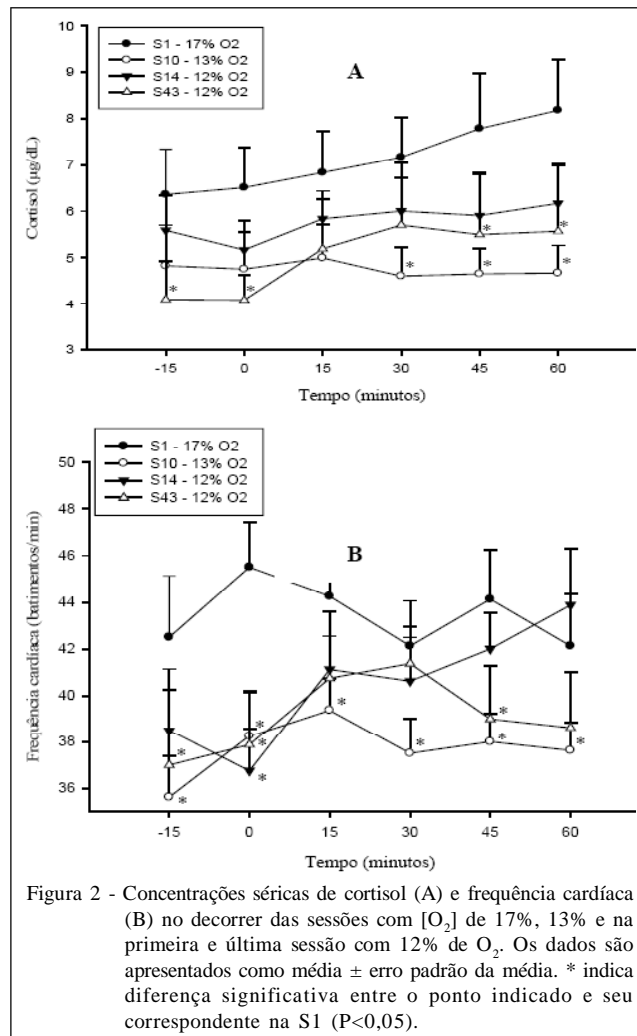 S1 - 17% O2
S10 - 13% O2
S14 - 12% O2
S43 - 12% O2
A
10
9
8
7
6
5
4
3
Cortisol (µg/dL)
* * * * * * *
-15 0 15 30 45 60
Tempo (minutos)
S1 - 17% O2
S10 - 13% O2
S14 - 12% O2
S43 - 12% O2
B
50
48
46
44
42
40
38
36
Frequência cardíaca (batimentos/min)
* * * * * * * * * *
-15 0 15 30 45 60
Tempo (minutos)
Figura 2 - Concentrações séricas de cortisol (A) e frequência cardíaca
(B) no decorrer das sessões com [O₂] de 17%, 13% e na
primeira e última sessão com 12% de O₂. Os dados são
apresentados como média ± erro padrão da média. * indica
diferença significativa entre o ponto indicado e seu
correspondente na S1 (P<0,05).